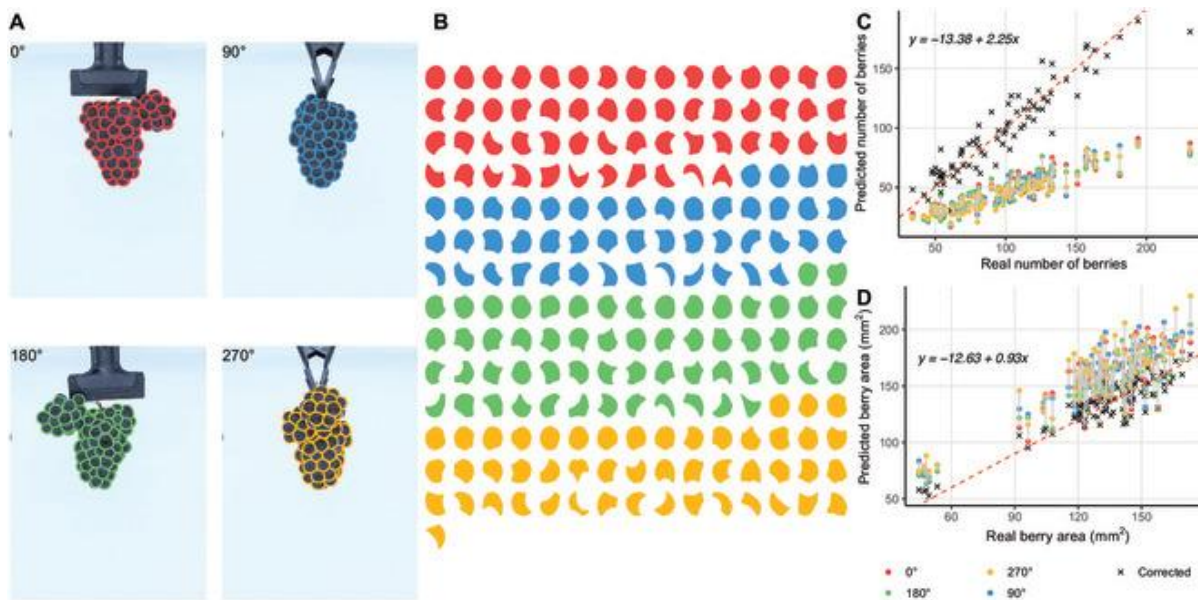 A
0°
90°
180°
270°
B
C
y = −13.38 + 2.25x
Predicted number of berries
150
100
50
50
100
150
200
Real number of berries
D
y = −12.63 + 0.93x
Predicted berry area (mm²)
200
150
100
50
60
90
120
150
Real berry area (mm²)
0°
270°
Corrected
180°
90°